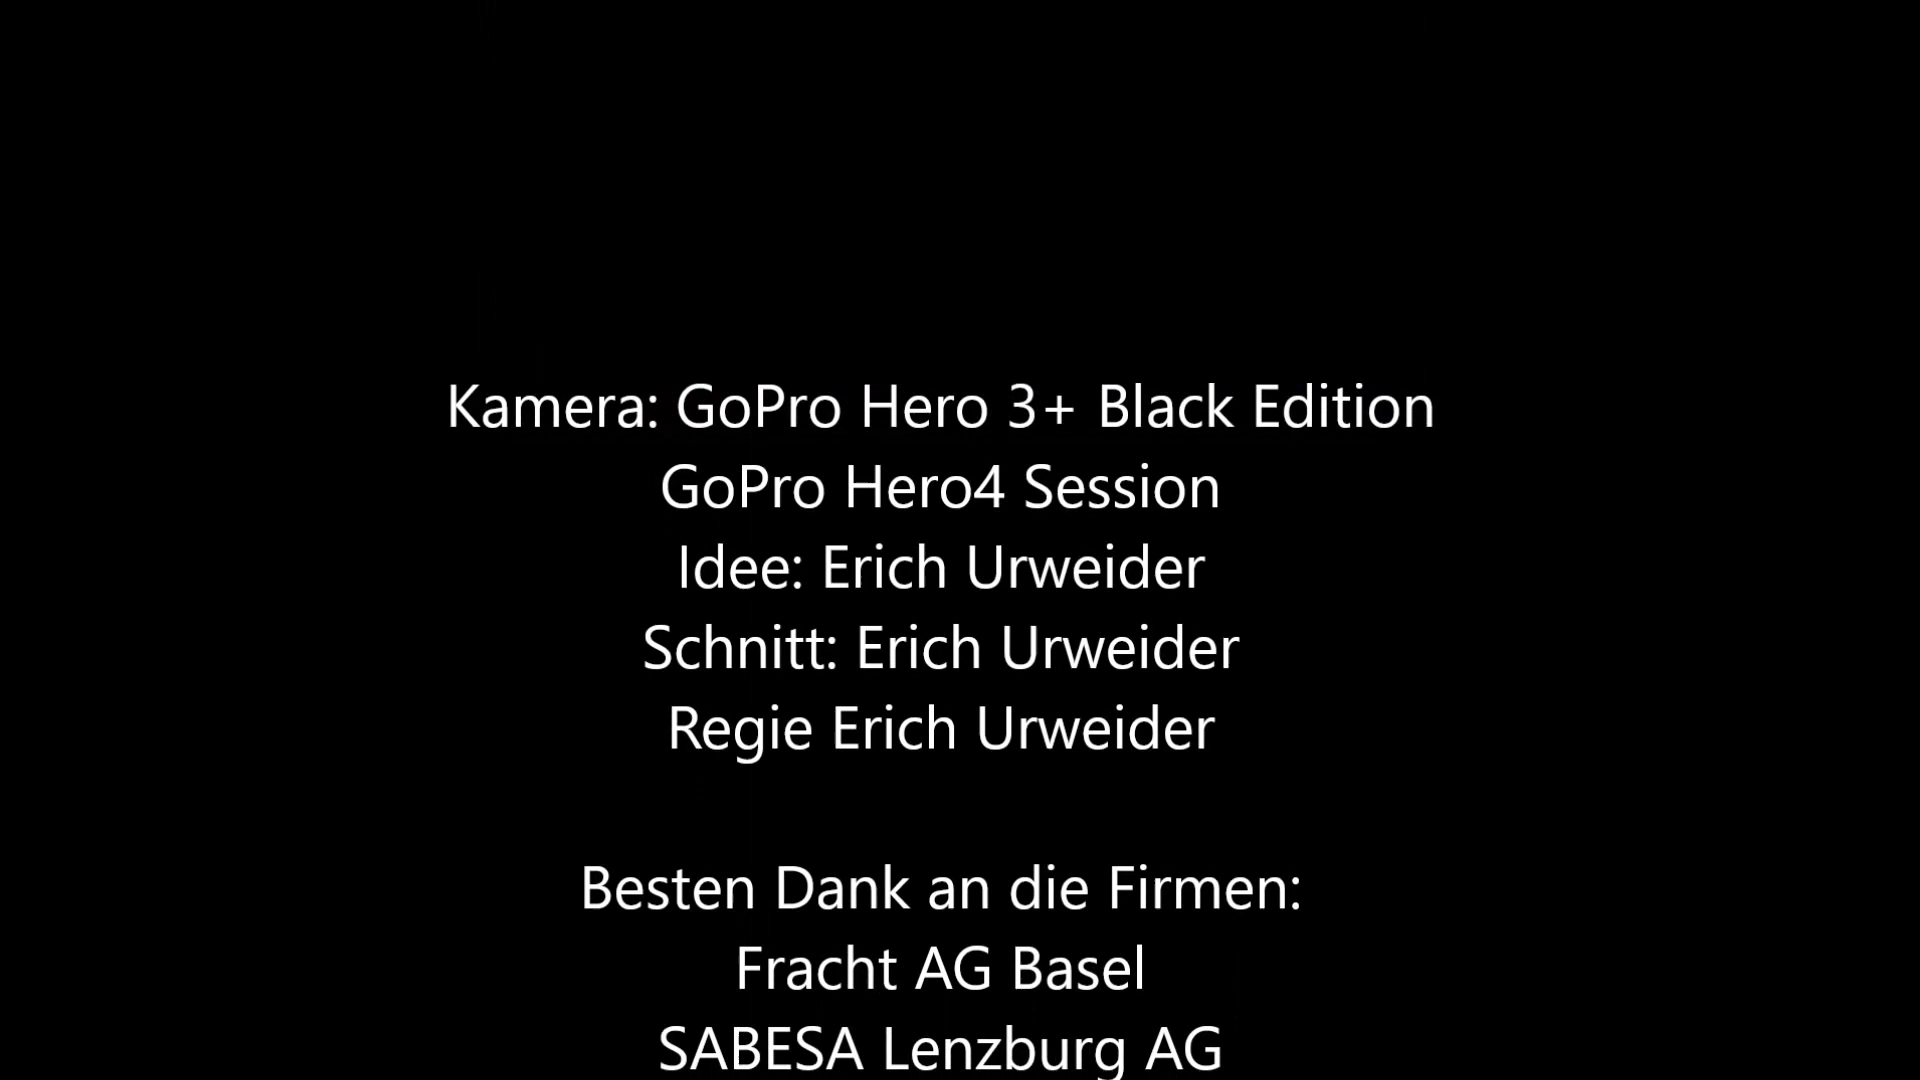 Kamera: GoPro Hero 3+ Black Edition
GoPro Hero4 Session
Idee: Erich Urweider
Schnitt: Erich Urweider
Regie Erich Urweider
Besten Dank an die Firmen:
Fracht AG Basel
SABESA Lenzburg AG